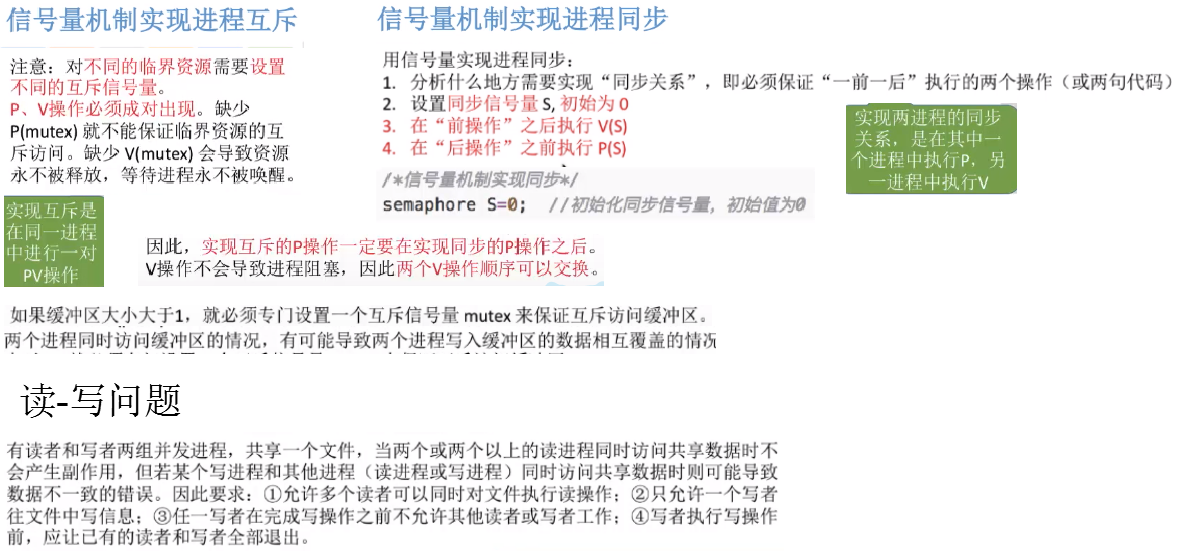 信号量机制实现进程互斥
注意：对不同的临界资源需要设置
不同的互斥信号量。
P、V操作必须成对出现。缺少
P(mutex) 就不能保证临界资源的互
斥访问。缺少 V(mutex) 会导致资源
永不被释放，等待进程永不被唤醒。
实现互斥是
在同一进程
中进行一对
PV操作
信号量机制实现进程同步
用信号量实现进程同步：
1. 分析什么地方需要实现“同步关系”，即必须保证“一前一后”执行的两个操作（或两句代码）
2. 设置同步信号量 S, 初始为 0
3. 在“前操作”之后执行 V(S)
4. 在“后操作”之前执行 P(S)
实现两进程的同步
关系，是在其中一
个进程中执行P，另
一进程中执行V
/*信号量机制实现同步*/
semaphore S=0; //初始化同步信号量，初始值为0
因此，实现互斥的P操作一定要在实现同步的P操作之后。
V操作不会导致进程阻塞，因此两个V操作顺序可以交换。
如果缓冲区大小大于1，就必须专门设置一个互斥信号量 mutex 来保证互斥访问缓冲区。
两个进程同时访问缓冲区的情况，有可能导致两个进程写入缓冲区的数据相互覆盖的情况
读-写问题
有读者和写者两组并发进程，共享一个文件，当两个或两个以上的读进程同时访问共享数据时不
会产生副作用，但若某个写进程和其他进程（读进程或写进程）同时访问共享数据时则可能导致
数据不一致的错误。因此要求：①允许多个读者可以同时对文件执行读操作；②只允许一个写者
往文件中写信息；③任一写者在完成写操作之前不允许其他读者或写者工作；④写者执行写操作
前，应让已有的读者和写者全部退出。